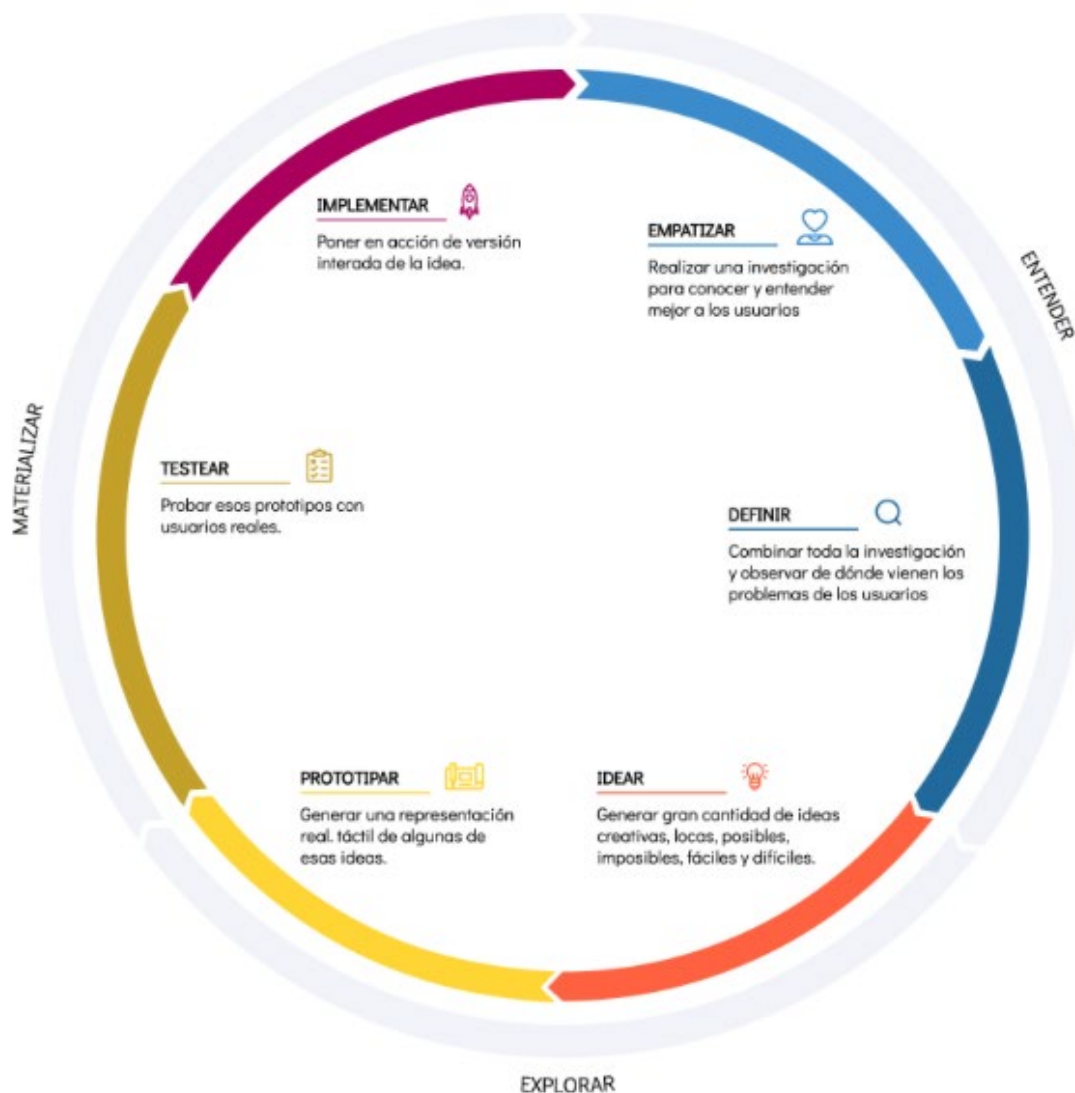 IMPLEMENTAR
Poner en acción de versión
interada de la idea.
EMPATIZAR
Realizar una investigación
para conocer y entender
mejor a los usuarios
ENTENDER
DEFINIR
Combinar toda la investigación
y observar de dónde vienen los
problemas de los usuarios
IDEAR
Generar gran cantidad de ideas
creativas, locas, posibles,
imposibles, fáciles y difíciles.
EXPLORAR
PROTOTIPAR
Generar una representación
real. táctil de algunas de
esas ideas.
TESTEAR
Probar esos prototipos con
usuarios reales.
MATERIALIZAR